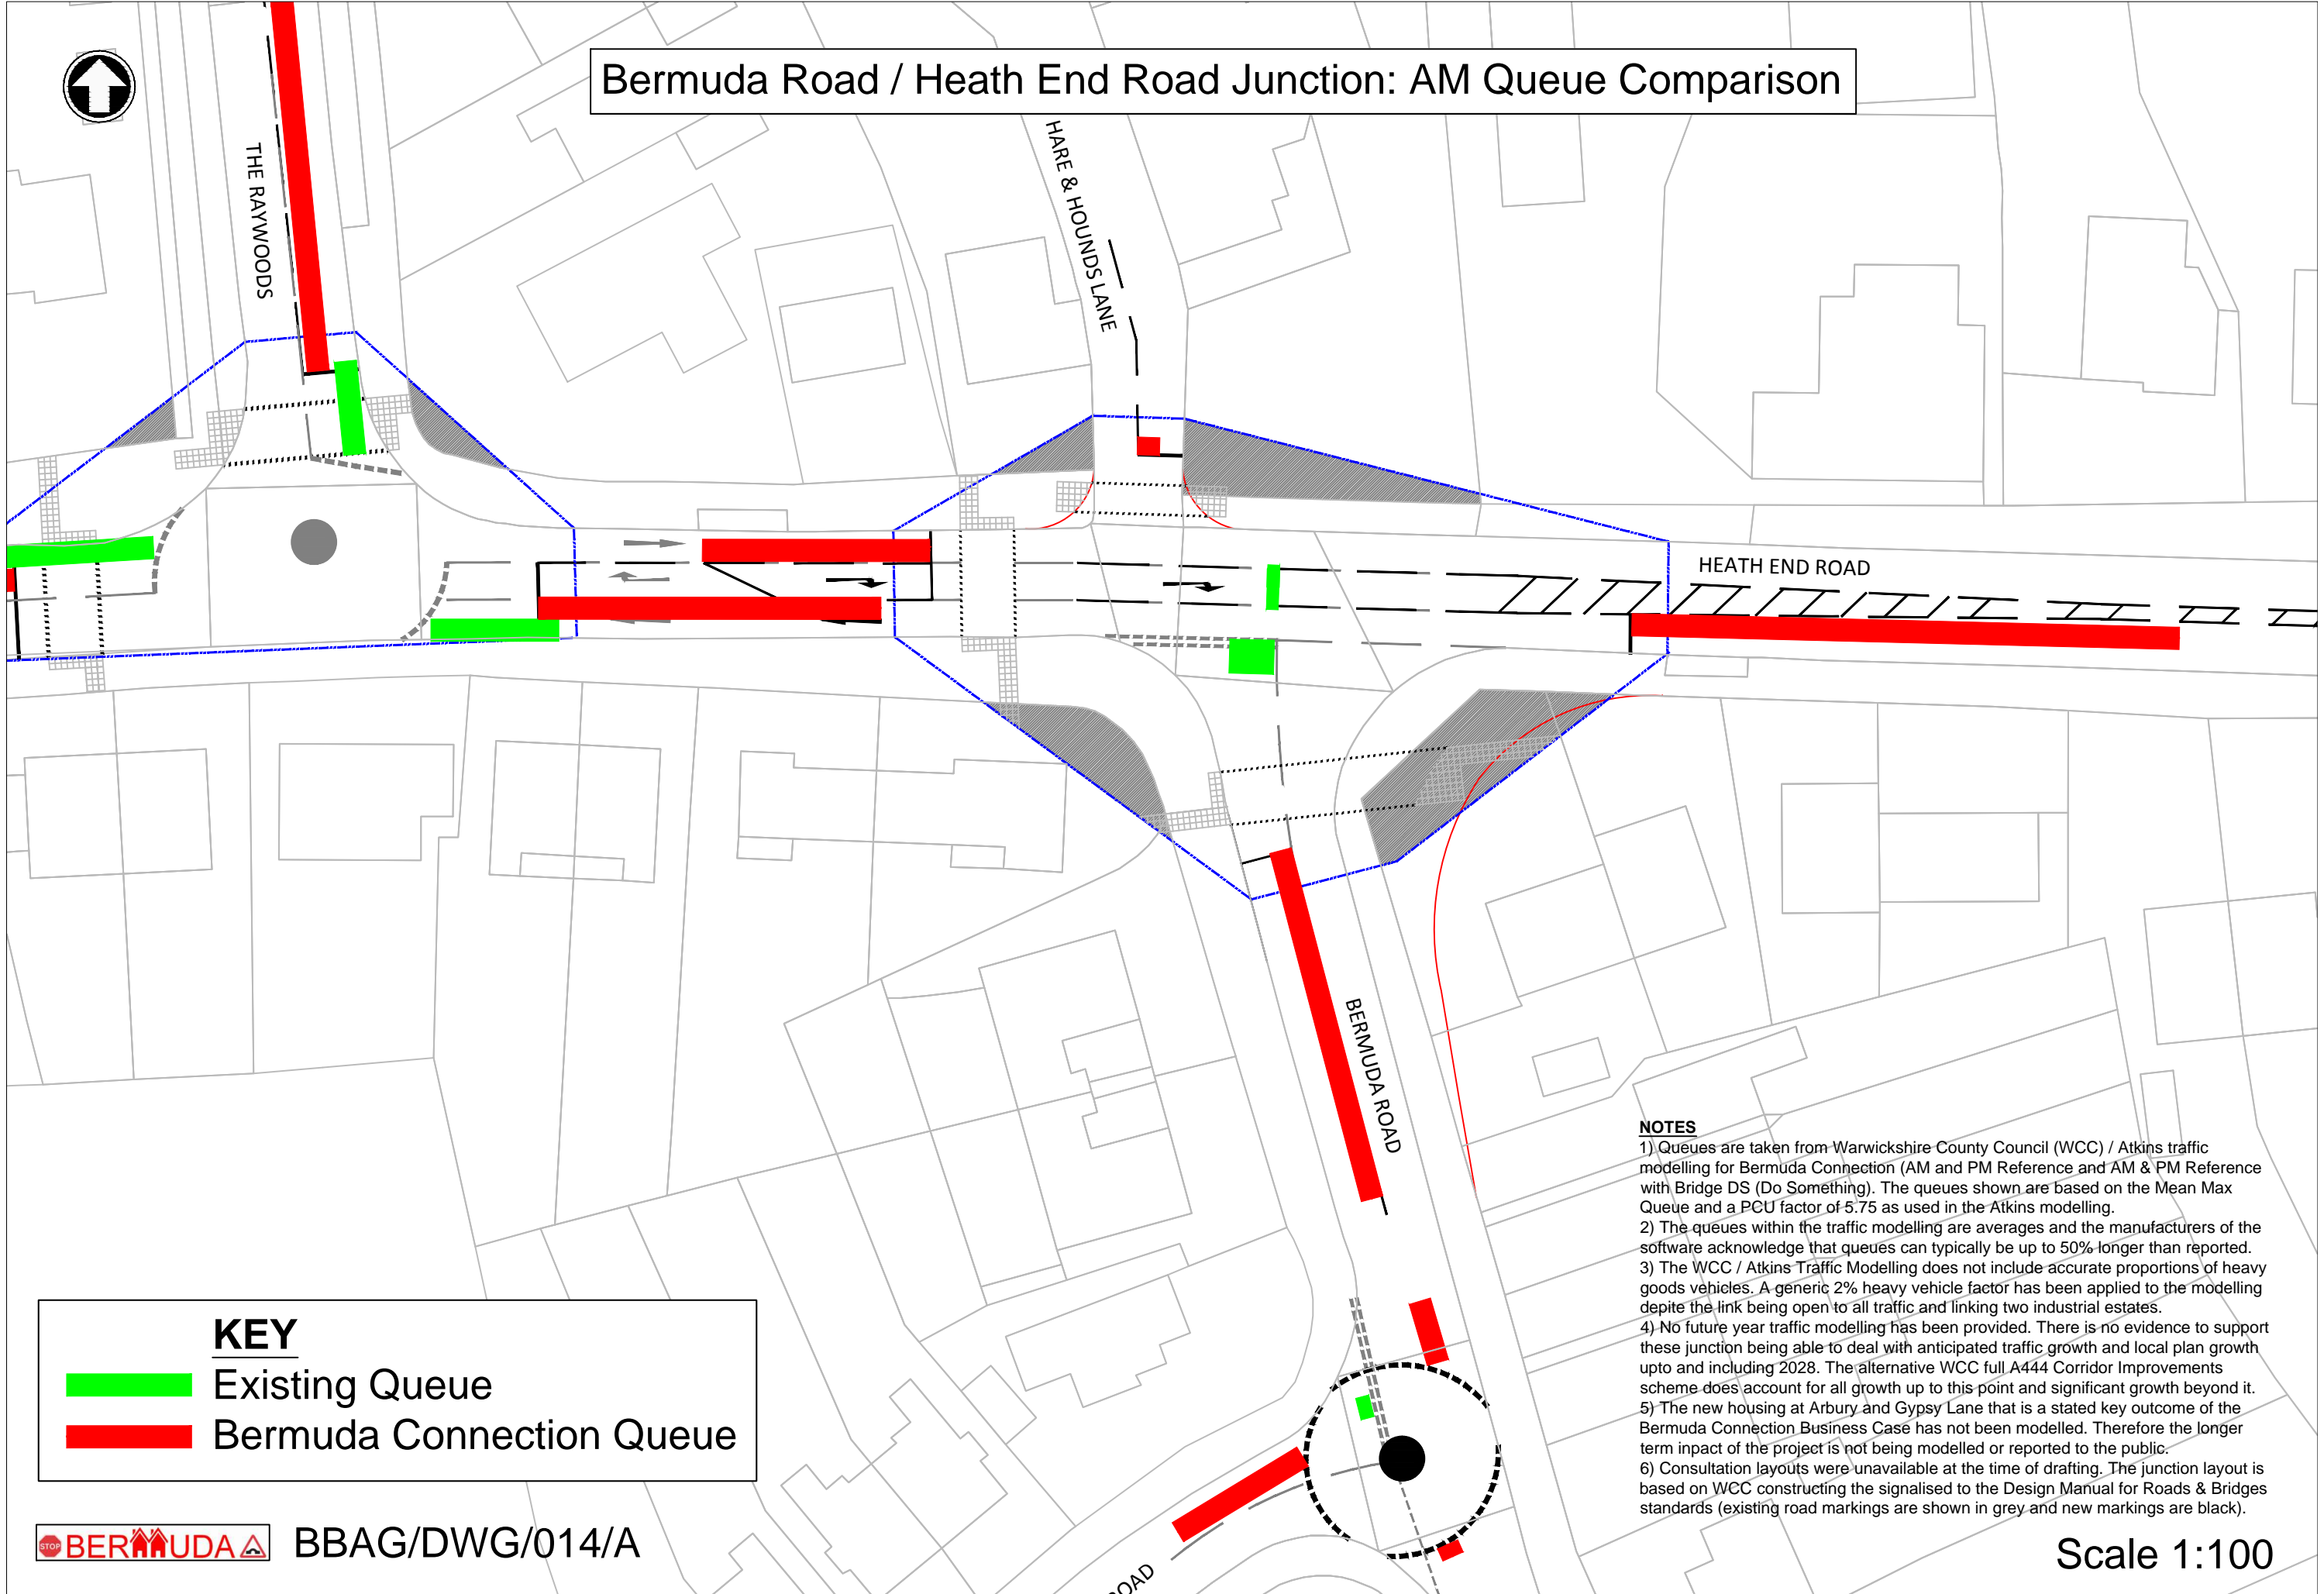 Bermuda Road / Heath End Road Junction: AM Queue Comparison
THE RAYWOODS
HARE & HOUNDS LANE
HEATH END ROAD
BERMUDA ROAD
NOTES
1) Queues are taken from Warwickshire County Council (WCC) / Atkins traffic
modelling for Bermuda Connection (AM and PM Reference and AM & PM Reference
with Bridge DS (Do Something). The queues shown are based on the Mean Max
Queue and a PCU factor of 5.75 as used in the Atkins modelling.
2) The queues within the traffic modelling are averages and the manufacturers of the
software acknowledge that queues can typically be up to 50% longer than reported.
3) The WCC / Atkins Traffic Modelling does not include accurate proportions of heavy
goods vehicles. A generic 2% heavy vehicle factor has been applied to the modelling
depite the link being open to all traffic and linking two industrial estates.
4) No future year traffic modelling has been provided. There is no evidence to support
these junction being able to deal with anticipated traffic growth and local plan growth
upto and including 2028. The alternative WCC full A444 Corridor Improvements
scheme does account for all growth up to this point and significant growth beyond it.
5) The new housing at Arbury and Gypsy Lane that is a stated key outcome of the
Bermuda Connection Business Case has not been modelled. Therefore the longer
term inpact of the project is not being modelled or reported to the public.
6) Consultation layouts were unavailable at the time of drafting. The junction layout is
based on WCC constructing the signalised to the Design Manual for Roads & Bridges
standards (existing road markings are shown in grey and new markings are black).
KEY
Existing Queue
Bermuda Connection Queue
STOP BERMUDA
BBAG/DWG/014/A
ROAD
Scale 1:100